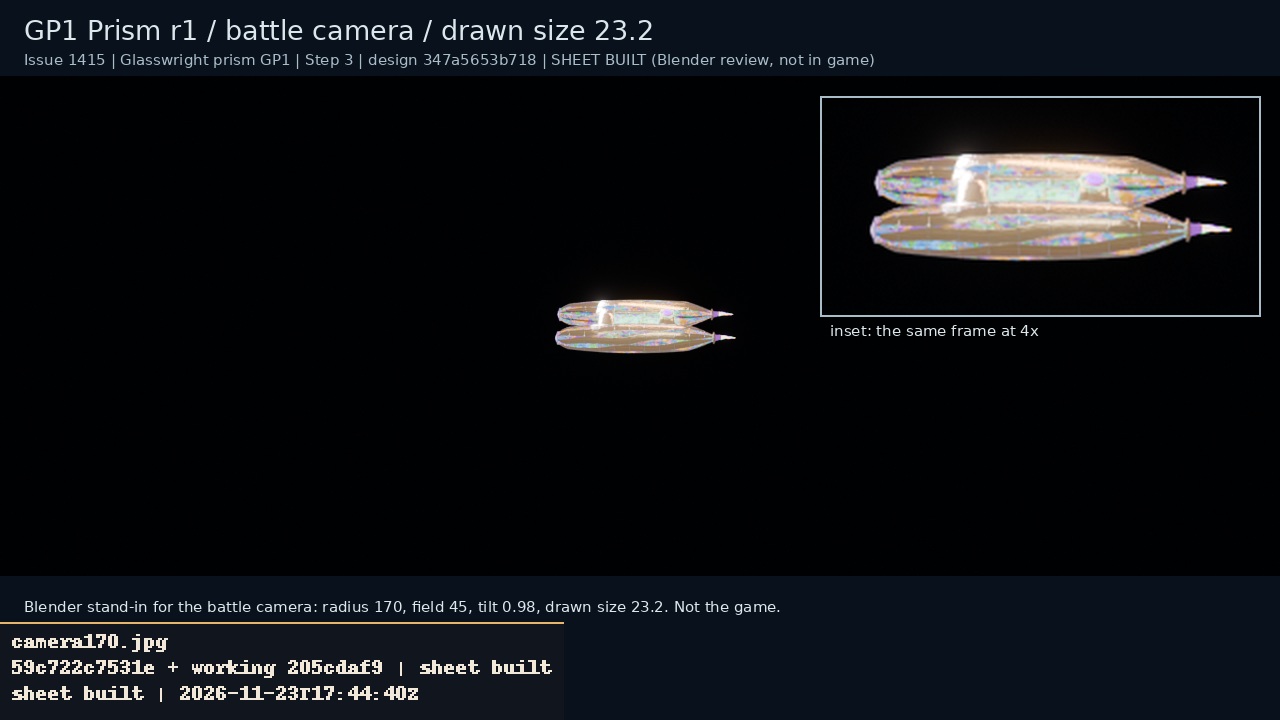 GP1 Prism r1 / battle camera / drawn size 23.2
Issue 1415 | Glasswright prism GP1 | Step 3 | design 347a5653b718 | SHEET BUILT (Blender review, not in game)
inset: the same frame at 4x
Blender stand-in for the battle camera: radius 170, field 45, tilt 0.98, drawn size 23.2. Not the game.
camera170.jpg
59c722c7531e + working 205cdaf9 | sheet built
sheet built | 2026-11-23T17:44:40Z